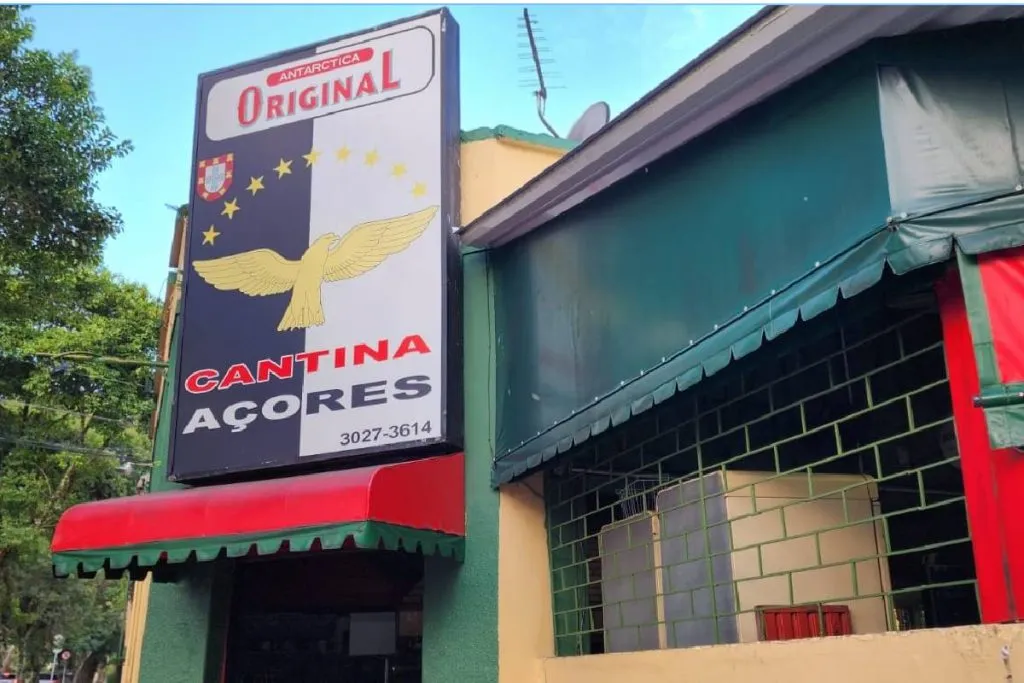 ANTARCTICA
ORIGINAL
CANTINA
AÇORES
3027-3614